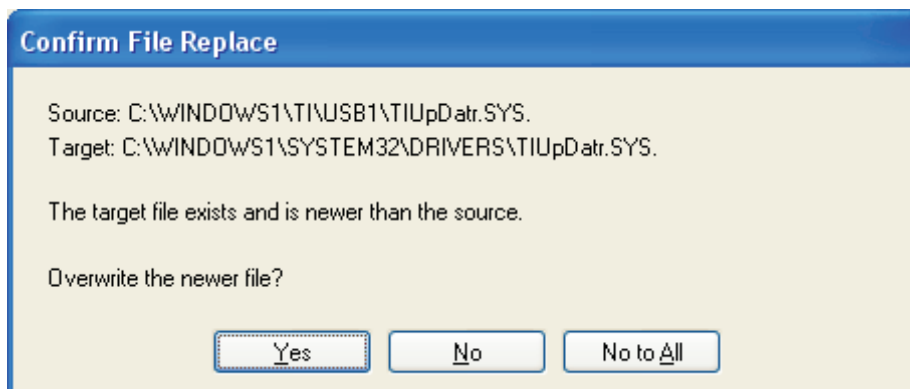 Confirm File Replace
Source: C:\WINDOWS1\TI\USB1\TIUpDatr.SYS.
Target: C:\WINDOWS1\SYSTEM32\DRIVERS\TIUpDatr.SYS.
The target file exists and is newer than the source.
Overwrite the newer file?
Yes No No to All